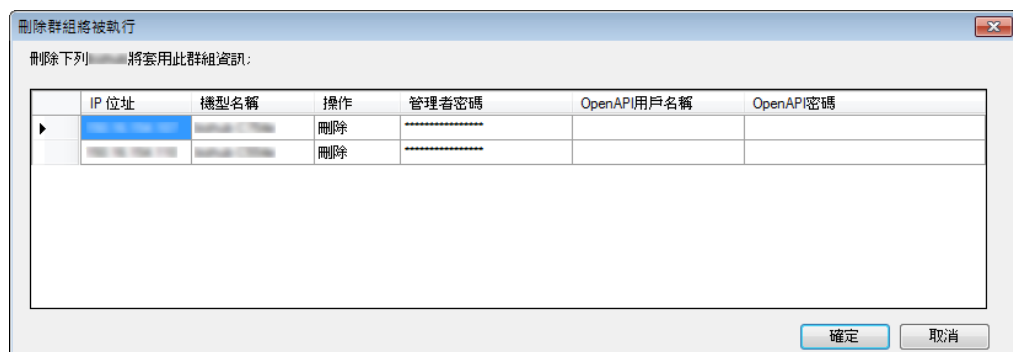 刪除群組將被執行
刪除下列 將套用此群組資訊:
IP 位址 機型名稱 操作 管理者密碼 OpenAPI用戶名稱 OpenAPI密碼
刪除 ****************
刪除 ****************
確定 取消